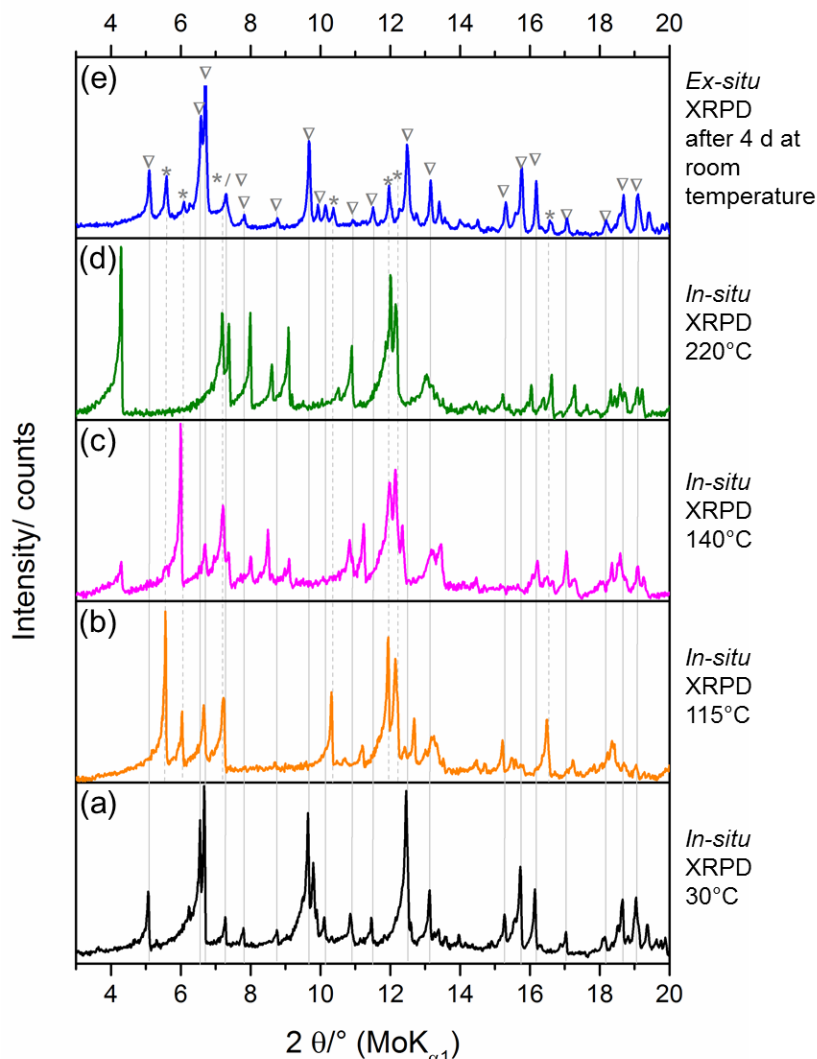 4 6 8 10 12 14 16 18 20
(e)
Ex-situ
XRPD
after 4 d at
room
temperature
* * * / * * * *
(d)
In-situ
XRPD
220°C
(c)
In-situ
XRPD
140°C
(b)
In-situ
XRPD
115°C
(a)
In-situ
XRPD
30°C
Intensity/ counts
4 6 8 10 12 14 16 18 20
2 θ/° (MoKα1)